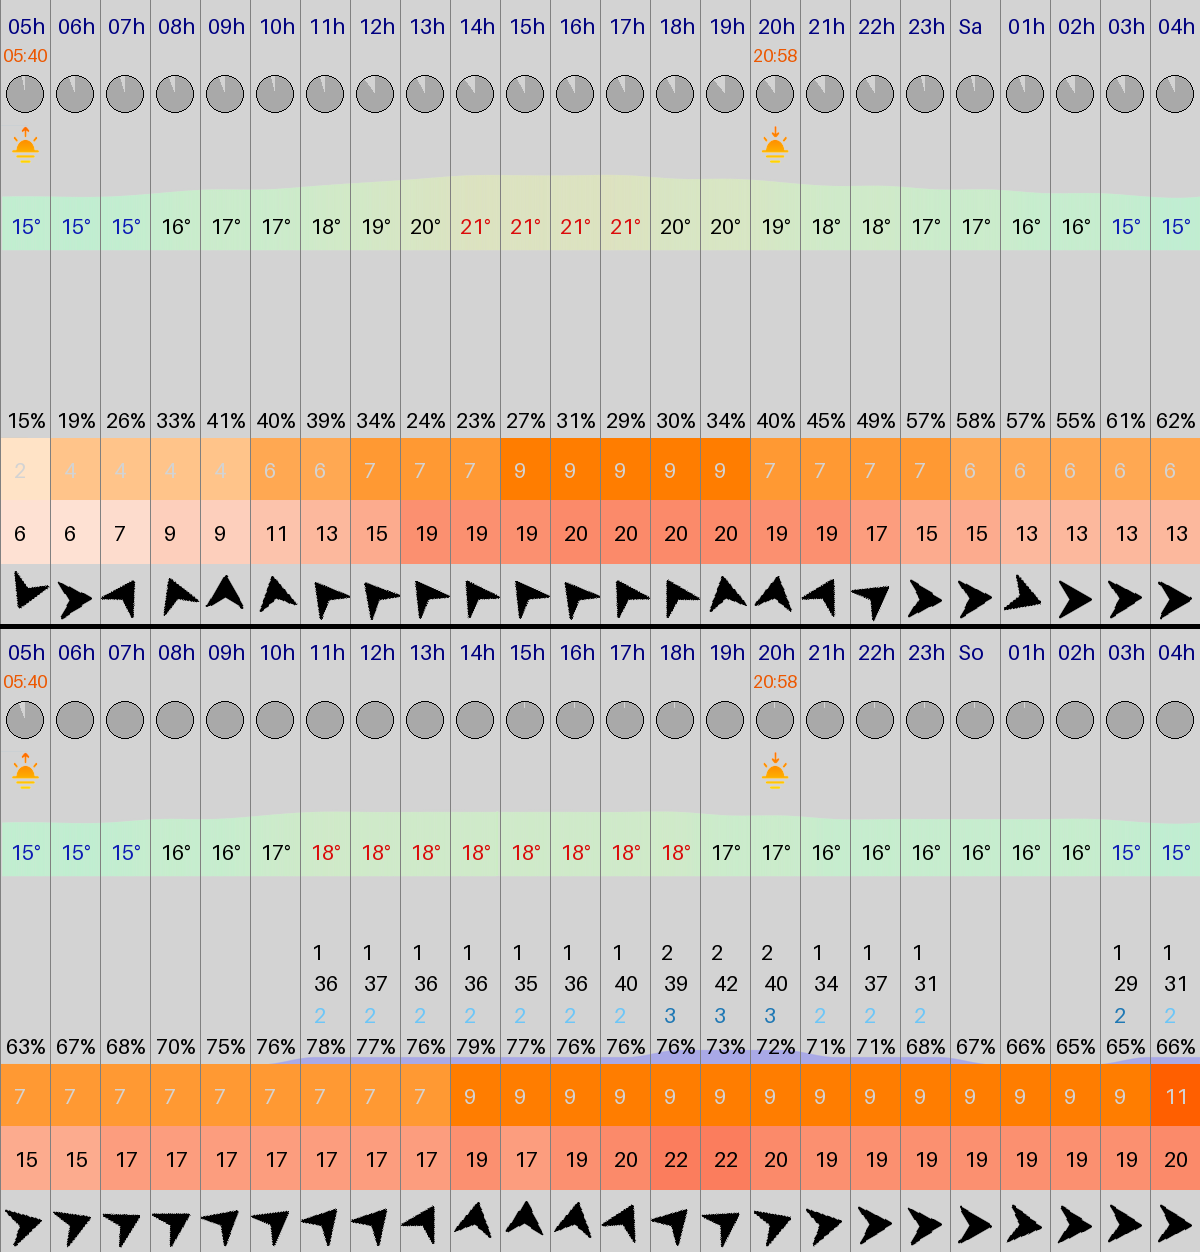 05h 06h 07h 08h 09h 10h 11h 12h 13h 14h 15h 16h 17h 18h 19h 20h 21h 22h 23h Sa 01h 02h 03h 04h
05:40 20:58
15° 15° 15° 16° 17° 17° 18° 19° 20° 21° 21° 21° 21° 20° 20° 19° 18° 18° 17° 17° 16° 16° 15° 15°
15% 19% 26% 33% 41% 40% 39% 34% 24% 23% 27% 31% 29% 30% 34% 40% 45% 49% 57% 58% 57% 55% 61% 62%
2 4 4 4 4 6 6 7 7 7 9 9 9 9 9 7 7 7 7 6 6 6 6 6
6 6 7 9 9 11 13 15 19 19 19 20 20 20 20 19 19 17 15 15 13 13 13 13
05h 06h 07h 08h 09h 10h 11h 12h 13h 14h 15h 16h 17h 18h 19h 20h 21h 22h 23h So 01h 02h 03h 04h
05:40 20:58
15° 15° 15° 16° 16° 17° 18° 18° 18° 18° 18° 18° 18° 18° 17° 17° 16° 16° 16° 16° 16° 16° 15° 15°
1 1 1 1 1 1 1 2 2 2 1 1 1 1 1
36 37 36 36 35 36 40 39 42 40 34 37 31 29 31
2 2 2 2 2 2 2 3 3 3 2 2 2 2 2
63% 67% 68% 70% 75% 76% 78% 77% 76% 79% 77% 76% 76% 76% 73% 72% 71% 71% 68% 67% 66% 65% 65% 66%
7 7 7 7 7 7 7 7 7 9 9 9 9 9 9 9 9 9 9 9 9 9 9 11
15 15 17 17 17 17 17 17 17 19 17 19 20 22 22 20 19 19 19 19 19 19 19 20